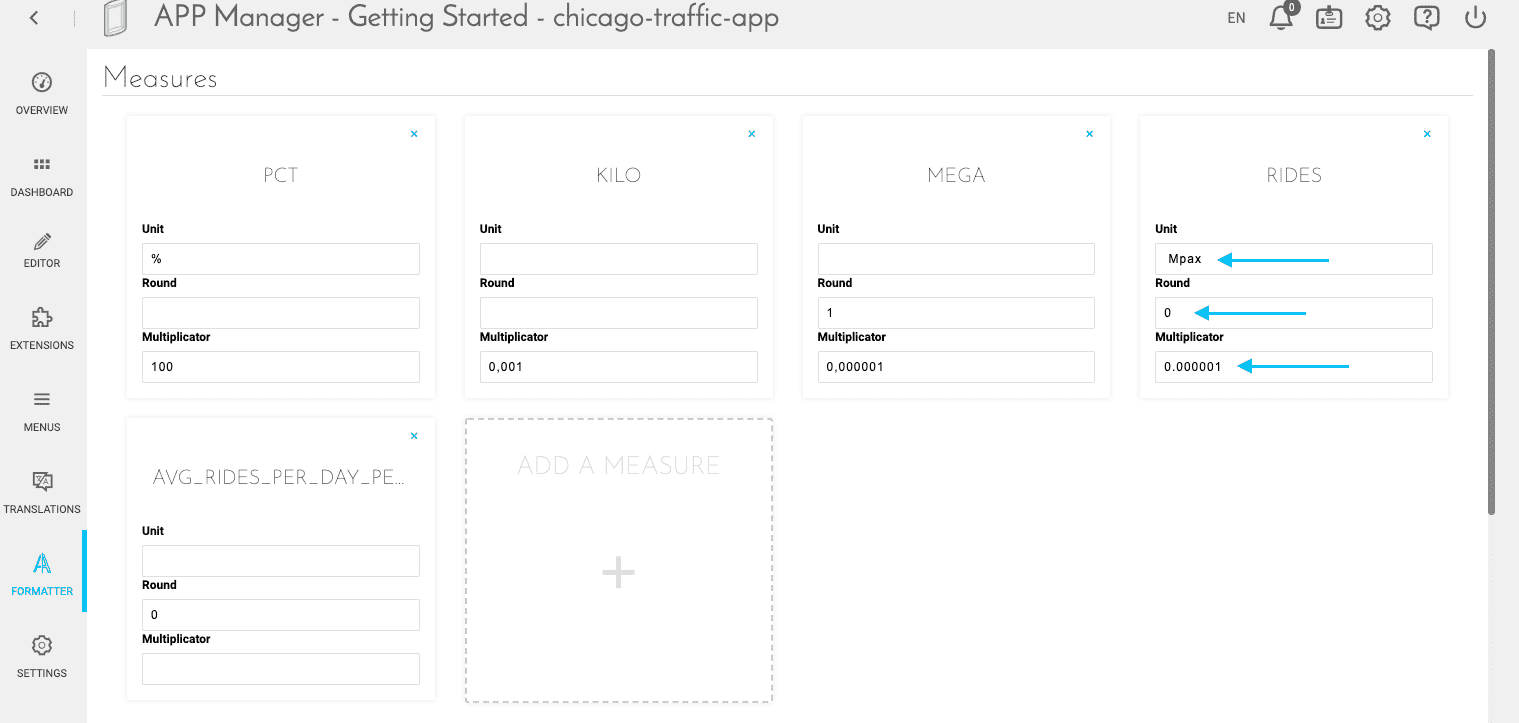 APP Manager - Getting Started - chicago-traffic-app
EN
0
OVERVIEW
DASHBOARD
EDITOR
EXTENSIONS
MENUS
TRANSLATIONS
FORMATTER
SETTINGS
Measures
PCT
Unit
%
Round
Multiplicator
100
KILO
Unit
Round
Multiplicator
0,001
MEGA
Unit
Round
1
Multiplicator
0,000001
RIDES
Unit
Mpax
Round
0
Multiplicator
0.000001
AVG_RIDES_PER_DAY_PE...
Unit
Round
0
Multiplicator
ADD A MEASURE